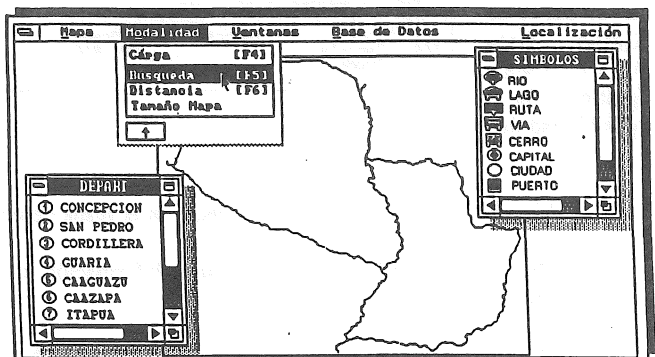 Mapa Modalidad Ventanas Base de Datos Localización
Cárga [F4]
Busqueda [F5]
Distancia [F6]
Tamaño Mapa
SIMBOLOS
RIO
LAGO
RUTA
VIA
CERRO
CAPITAL
CIUDAD
PUERTO
DEPART
1 CONCEPCION
2 SAN PEDRO
3 CORDILLERA
4 GUARIA
5 CAAGUAZU
6 CAAZAPA
7 ITAPUA